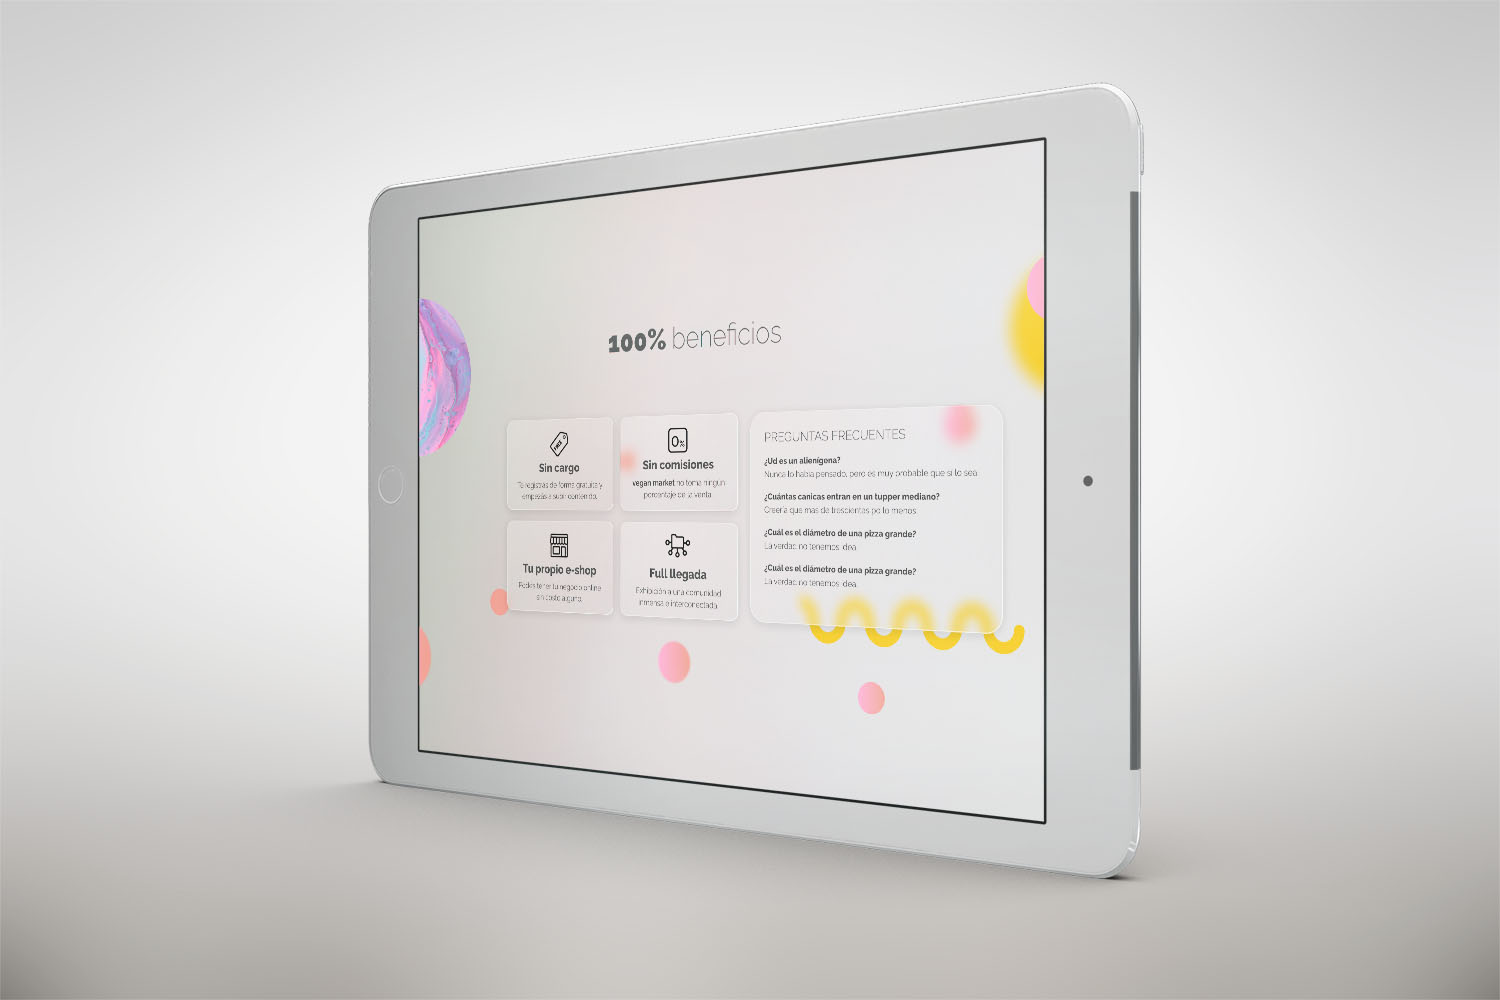 100% beneficios
FREE
Sin cargo
Te registras de forma gratuita y
empezás a subir contenido.
0%
Sin comisiones
vegan market no toma ningún
porcentaje de la venta.
Tu propio e-shop
Podés tener tu negocio online
sin costo alguno.
Full llegada
Exhibición a una comunidad
inmensa e interconectada.
PREGUNTAS FRECUENTES
¿Ud es un alienígena?
Nunca lo había pensado, pero es muy probable que si lo sea.
¿Cuántas canicas entran en un tupper mediano?
Creería que mas de trescientas po lo menos.
¿Cuál es el diámetro de una pizza grande?
La verdad no tenemos idea.
¿Cuál es el diámetro de una pizza grande?
La verdad no tenemos idea.